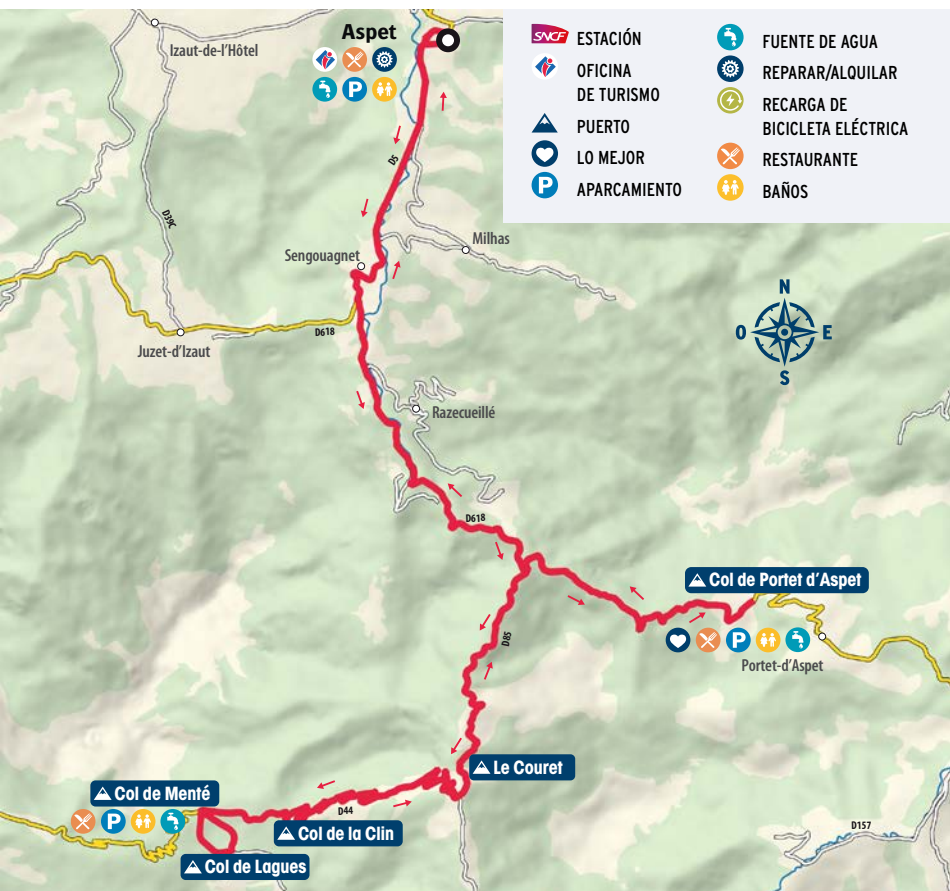 Aspet
P
Izaut-de-l'Hôtel
D5
D39C
Sengouagnet
Milhas
D618
Juzet-d'Izaut
Razecueillé
D618
Col de Portet d'Aspet
P
Portet-d'Aspet
D85
Le Couret
Col de Menté
P
D44
Col de la Clin
Col de Lagues
D157
N
O
E
S
SNCF ESTACIÓN
OFICINA
DE TURISMO
PUERTO
LO MEJOR
P APARCAMIENTO
FUENTE DE AGUA
REPARAR/ALQUILAR
RECARGA DE
BICICLETA ELÉCTRICA
RESTAURANTE
BAÑOS